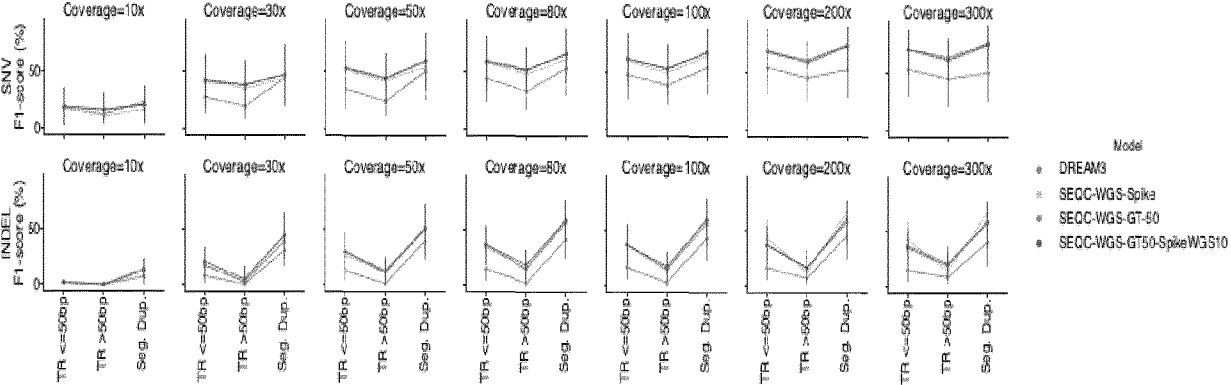 Coverage=10x Coverage=30x Coverage=50x Coverage=80x Coverage=100x Coverage=200x Coverage=300x
SNV
F1-score (%)
50
0
Coverage=10x Coverage=30x Coverage=50x Coverage=80x Coverage=100x Coverage=200x Coverage=300x
INDEL
F1-score (%)
50
0
TR <=50bp TR >50bp Seg. Dup. TR <=50bp TR >50bp Seg. Dup. TR <=50bp TR >50bp Seg. Dup. TR <=50bp TR >50bp Seg. Dup. TR <=50bp TR >50bp Seg. Dup. TR <=50bp TR >50bp Seg. Dup. TR <=50bp TR >50bp Seg. Dup.
Model
DREAM3
SEQC-WGS-Spike
SEQC-WGS-GT-50
SEQC-WGS-GT50-SpikeWGS10